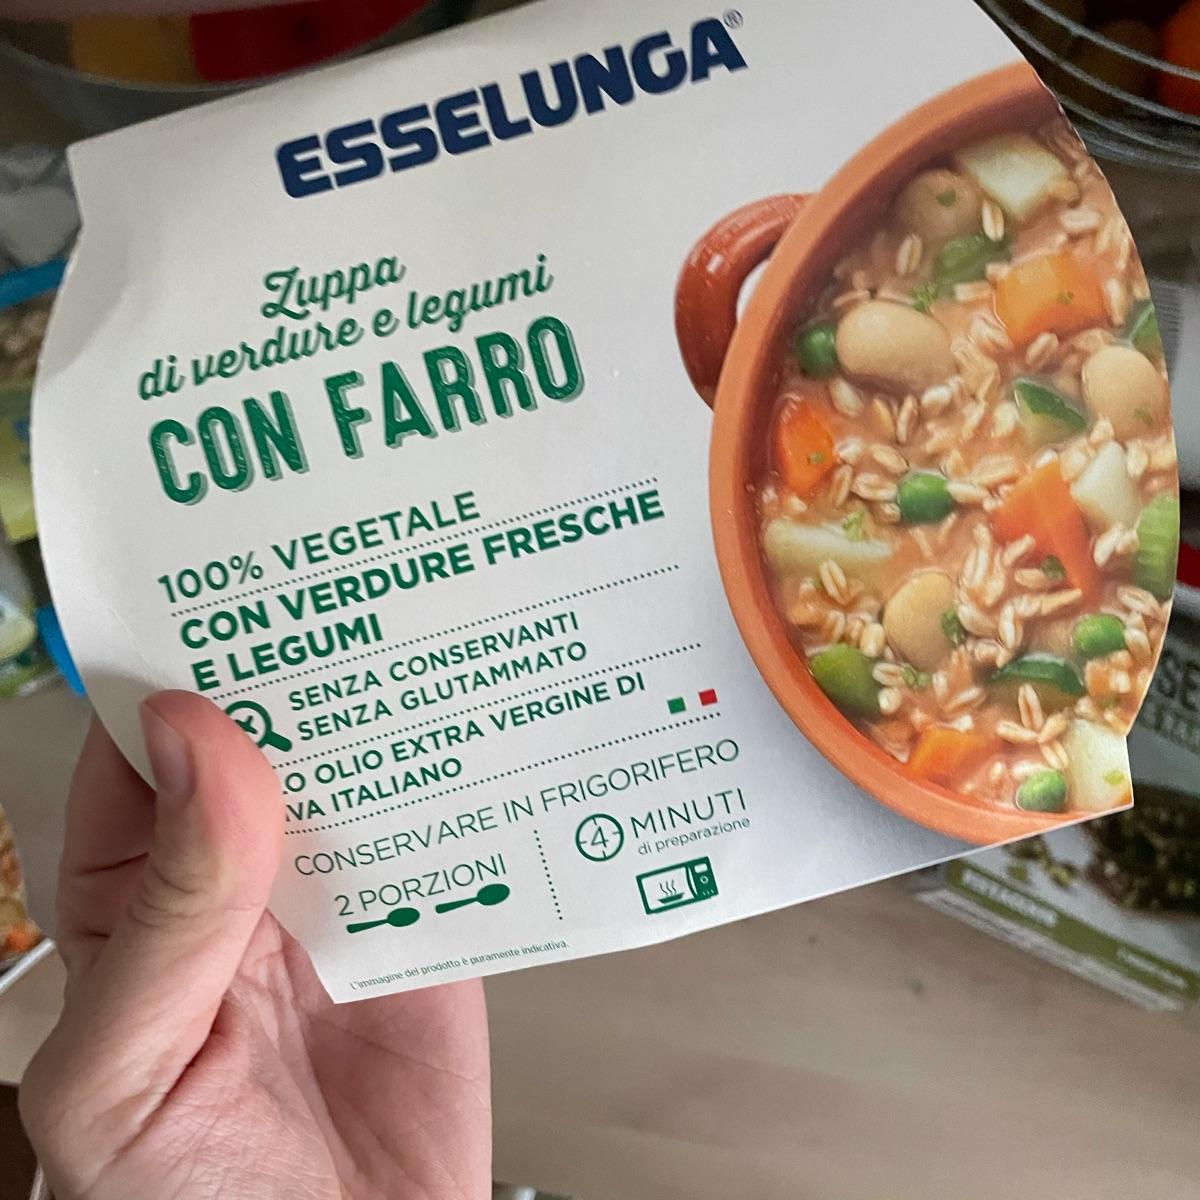 ESSELUNGA®
Zuppa
di verdure e legumi
CON FARRO
100% VEGETALE
CON VERDURE FRESCHE
E LEGUMI
SENZA CONSERVANTI
SENZA GLUTAMMATO
O OLIO EXTRA VERGINE DI
VA ITALIANO
CONSERVARE IN FRIGORIFERO
2 PORZIONI
4 MINUTI
di preparazione
L'immagine del prodotto è puramente indicativa.